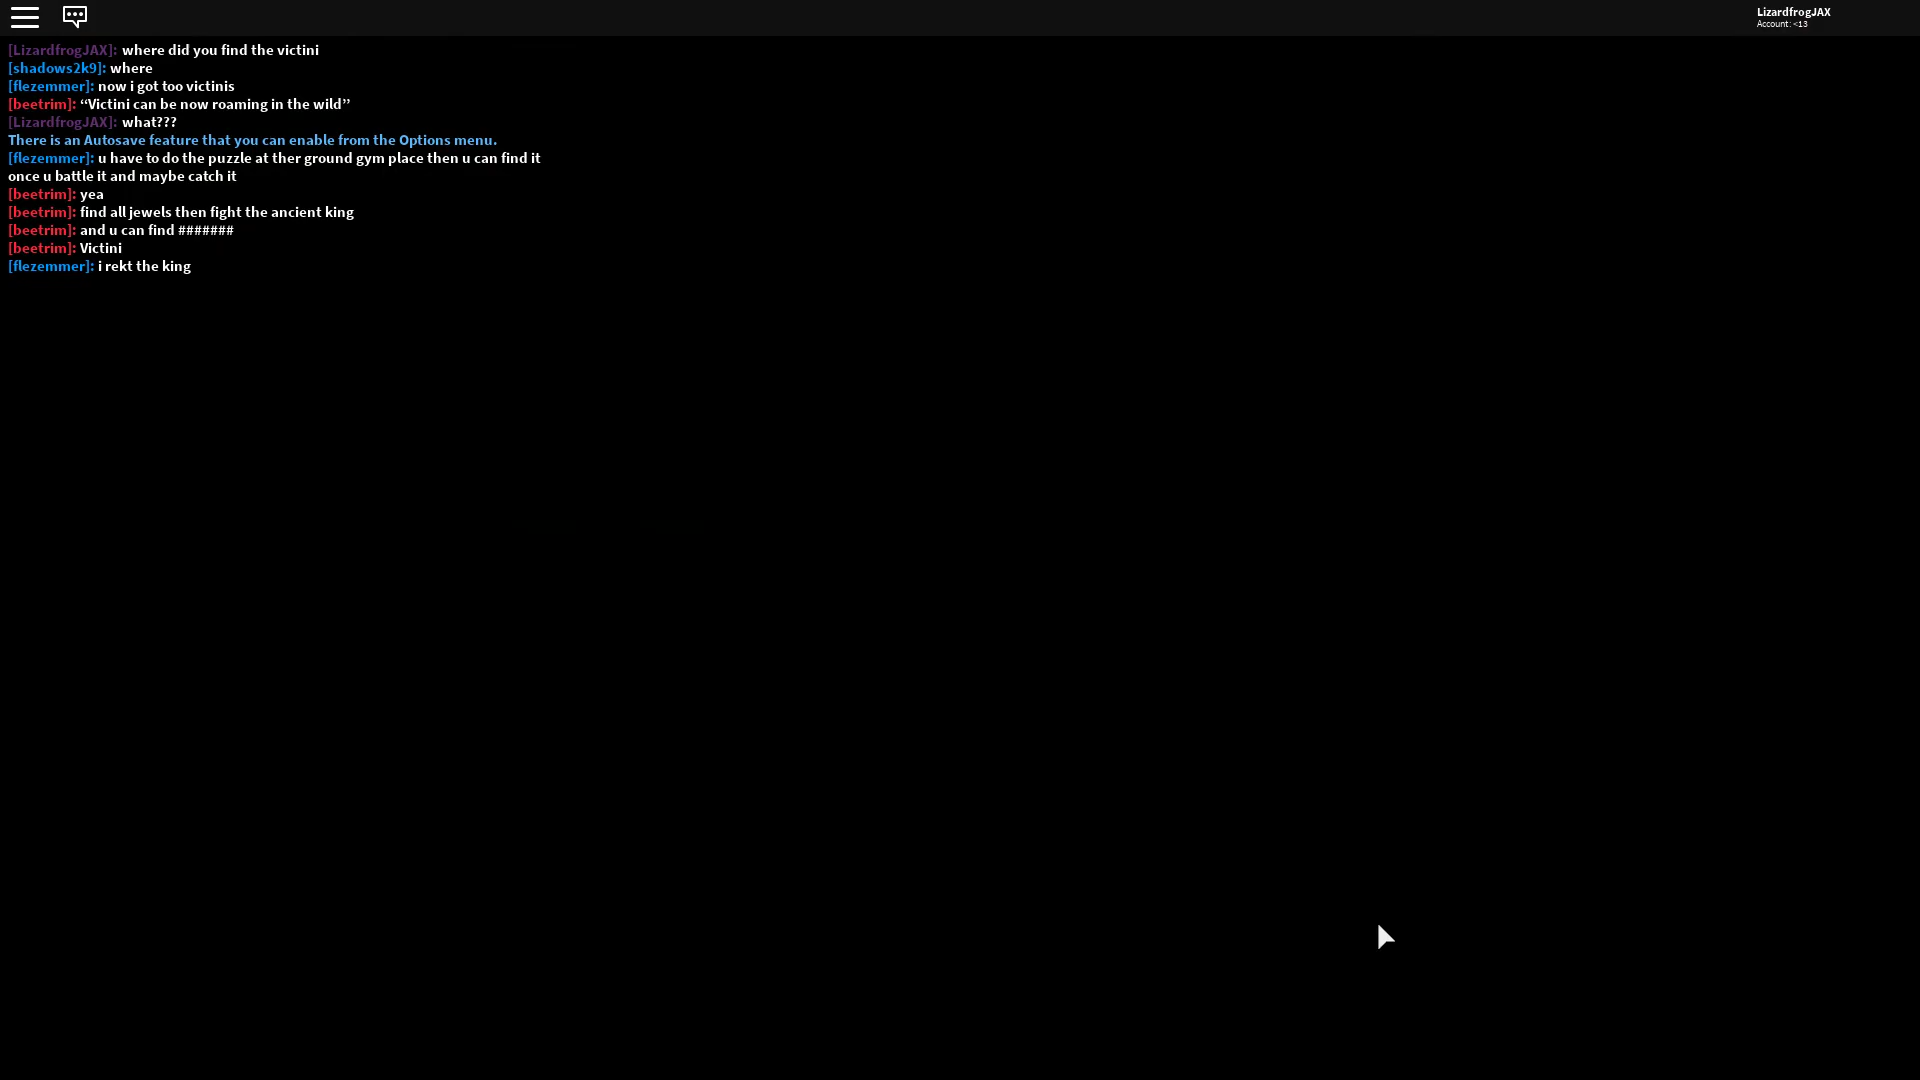 LizardfrogJAX
Account: <13
[LizardfrogJAX]: where did you find the victini
[shadows2k9]: where
[flezemmer]: now i got too victinis
[beetrim]: “Victini can be now roaming in the wild”
[LizardfrogJAX]: what???
There is an Autosave feature that you can enable from the Options menu.
[flezemmer]: u have to do the puzzle at ther ground gym place then u can find it
once u battle it and maybe catch it
[beetrim]: yea
[beetrim]: find all jewels then fight the ancient king
[beetrim]: and u can find #######
[beetrim]: Victini
[flezemmer]: i rekt the king